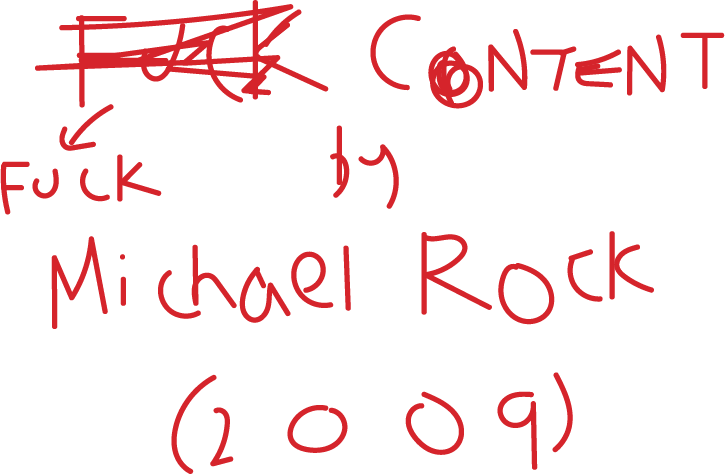 Fuck CONTENT
FUCK
by
Michael Rock
(2009)